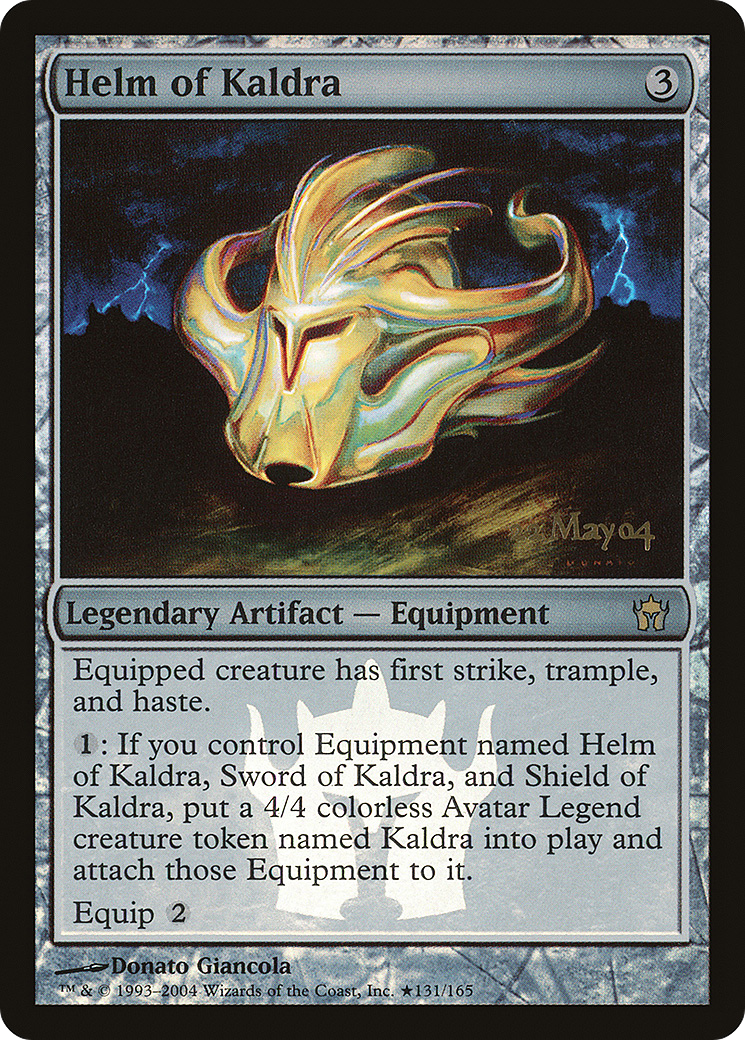 Helm of Kaldra 3
May 04
DONATO
Legendary Artifact — Equipment
Equipped creature has first strike, trample,
and haste.
1: If you control Equipment named Helm
of Kaldra, Sword of Kaldra, and Shield of
Kaldra, put a 4/4 colorless Avatar Legend
creature token named Kaldra into play and
attach those Equipment to it.
Equip 2
Donato Giancola
™ & © 1993–2004 Wizards of the Coast, Inc. ★131/165